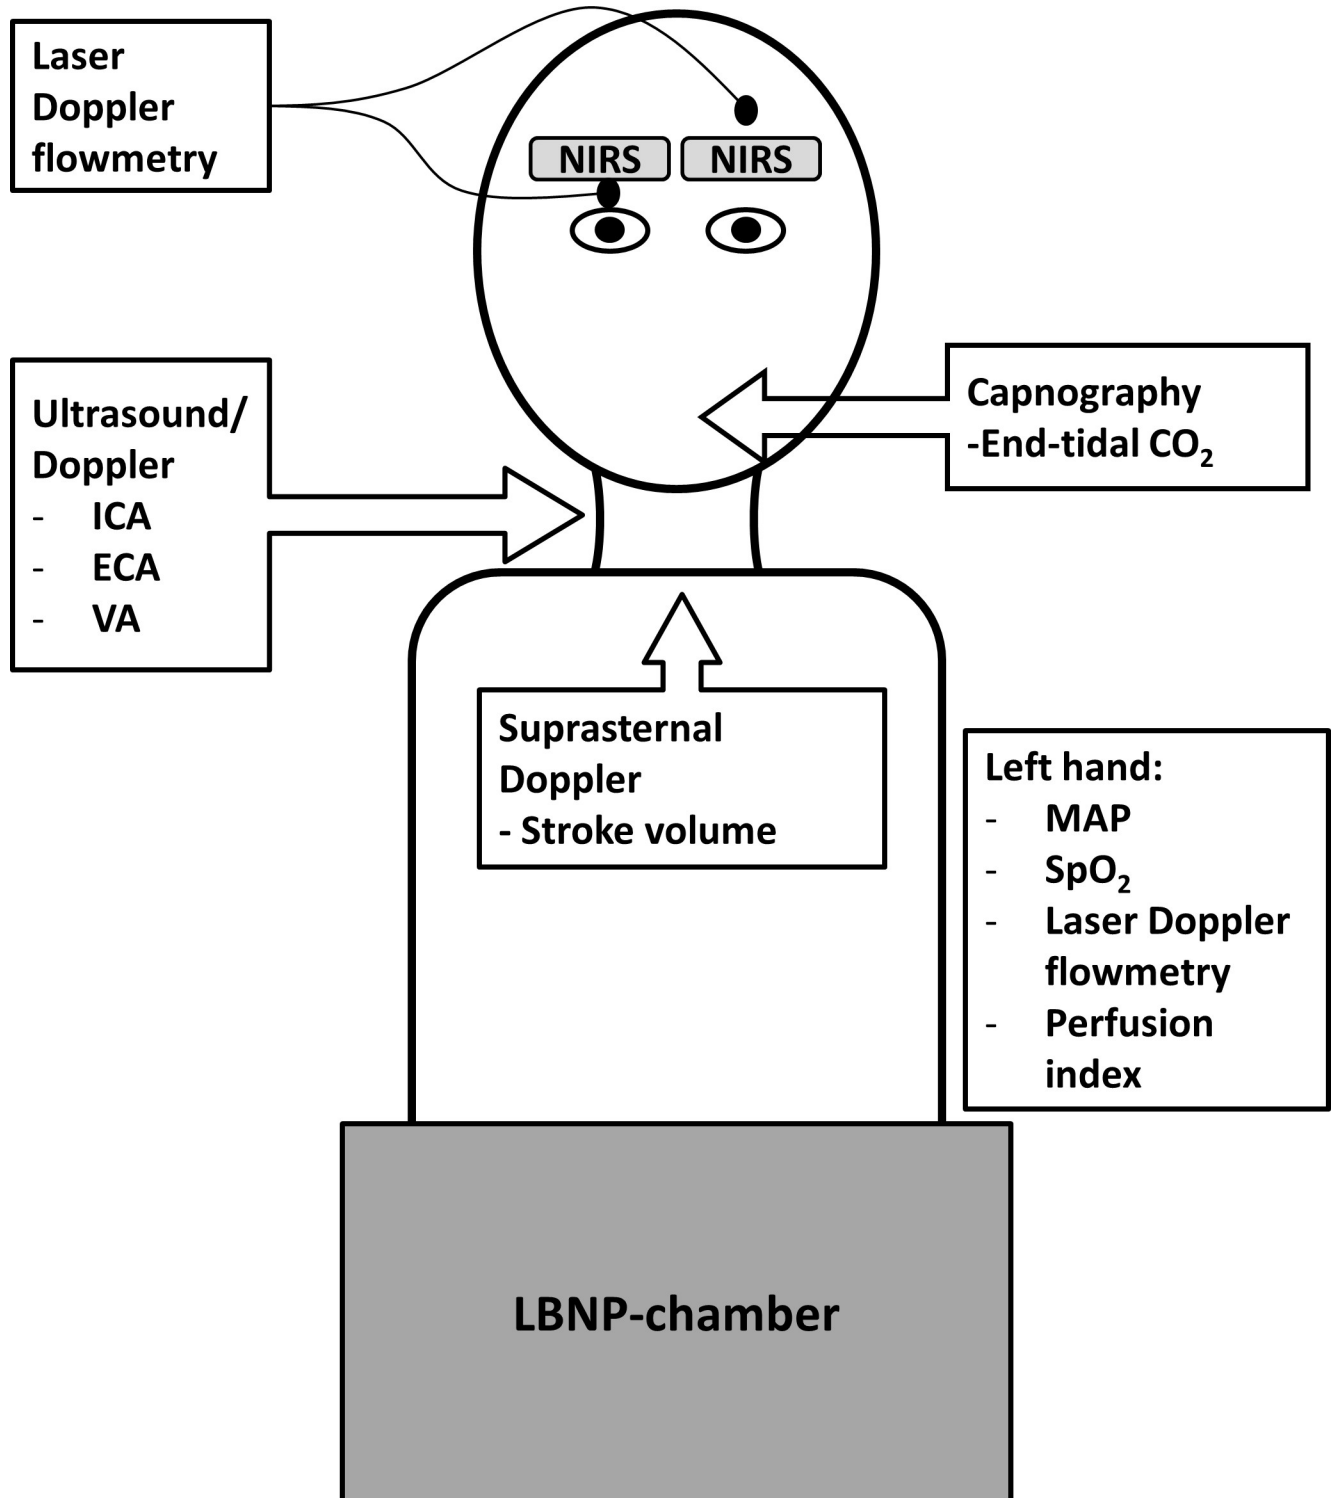 Laser
Doppler
flowmetry
NIRS
NIRS
Ultrasound/
Doppler
- ICA
- ECA
- VA
Capnography
-End-tidal CO₂
Suprasternal
Doppler
- Stroke volume
Left hand:
- MAP
- SpO₂
- Laser Doppler
flowmetry
- Perfusion
index
LBNP-chamber